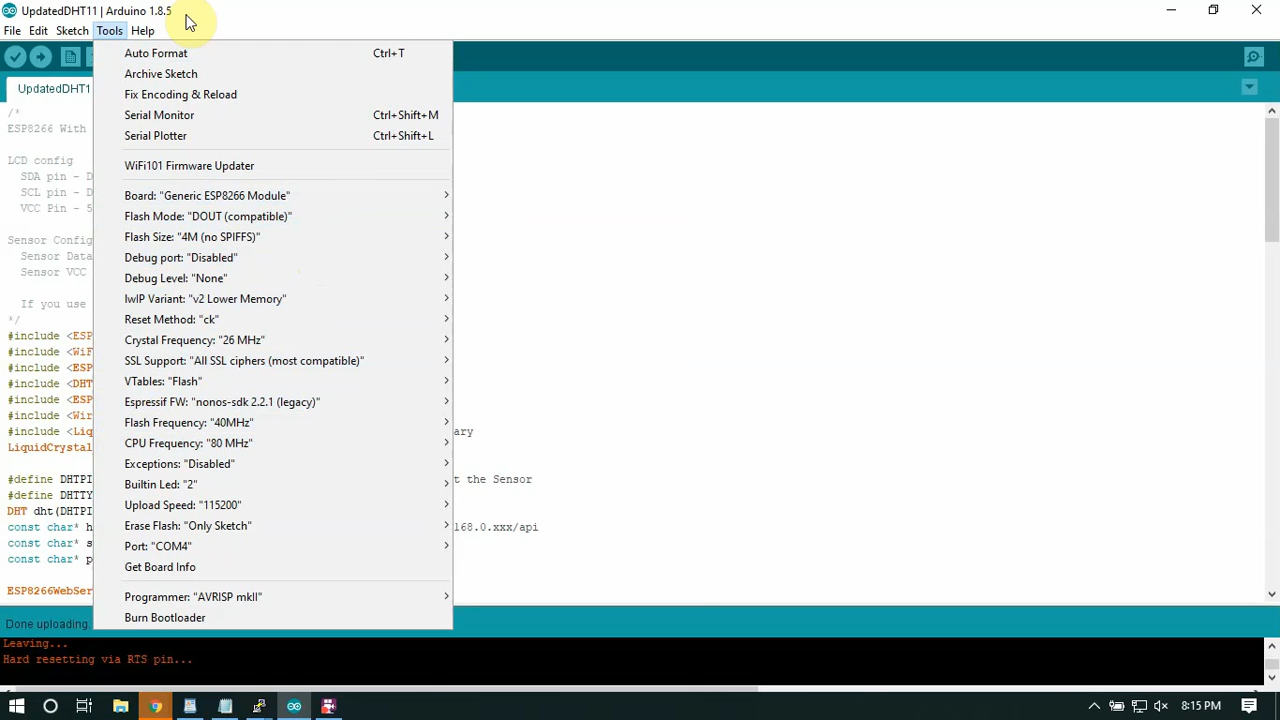 UpdatedDHT11 | Arduino 1.8.5
File Edit Sketch Tools Help
Auto Format Ctrl+T
UpdatedDHT11
Archive Sketch
Fix Encoding & Reload
Serial Monitor Ctrl+Shift+M
Serial Plotter Ctrl+Shift+L
WiFi101 Firmware Updater
Board: "Generic ESP8266 Module"
Flash Mode: "DOUT (compatible)"
Flash Size: "4M (no SPIFFS)"
Debug port: "Disabled"
Debug Level: "None"
lwIP Variant: "v2 Lower Memory"
Reset Method: "ck"
Crystal Frequency: "26 MHz"
SSL Support: "All SSL ciphers (most compatible)"
VTables: "Flash"
Espressif FW: "nonos-sdk 2.2.1 (legacy)"
Flash Frequency: "40MHz"
CPU Frequency: "80 MHz"
Exceptions: "Disabled"
Builtin Led: "2"
Upload Speed: "115200"
Erase Flash: "Only Sketch"
Port: "COM4"
Get Board Info
Programmer: "AVRISP mkII"
Burn Bootloader
/*
ESP8266 With
LCD config
SDA pin - D
SCL pin - D
VCC Pin - 5
Sensor Config
Sensor Data
Sensor VCC
If you use
*/
#include <ESP
#include <WiF
#include <ESP
#include <DHT
#include <ESP
#include <Wir
#include <Liq ary
LiquidCrystal
#define DHTPI t the Sensor
#define DHTTY
DHT dht(DHTPI
const char* h 168.0.xxx/api
const char* s
const char* p
ESP8266WebSer
Done uploading.
Leaving...
Hard resetting via RTS pin...
8:15 PM